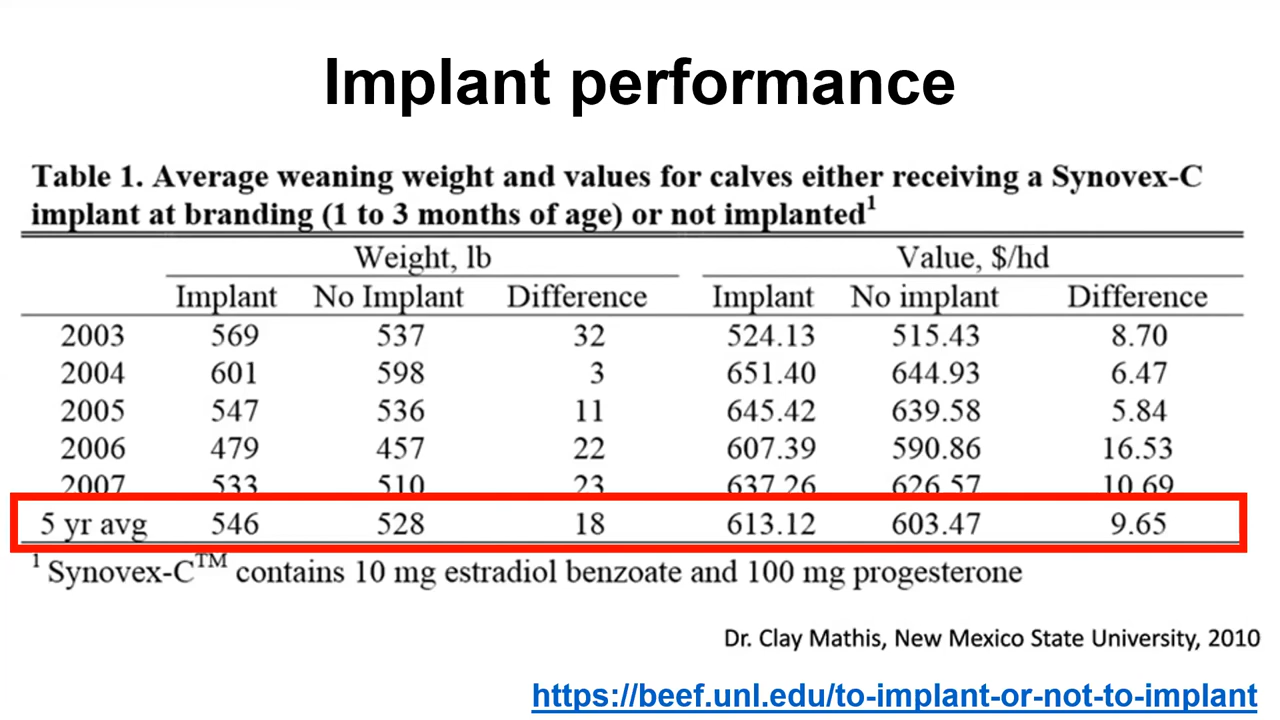 Implant performance
Table 1. Average weaning weight and values for calves either receiving a Synovex-C
implant at branding (1 to 3 months of age) or not implanted1
Weight, lb Value, $/hd
Implant No Implant Difference Implant No implant Difference
2003 569 537 32 524.13 515.43 8.70
2004 601 598 3 651.40 644.93 6.47
2005 547 536 11 645.42 639.58 5.84
2006 479 457 22 607.39 590.86 16.53
2007 533 510 23 637.26 626.57 10.69
5 yr avg 546 528 18 613.12 603.47 9.65
1 Synovex-CTM contains 10 mg estradiol benzoate and 100 mg progesterone
Dr. Clay Mathis, New Mexico State University, 2010
https://beef.unl.edu/to-implant-or-not-to-implant